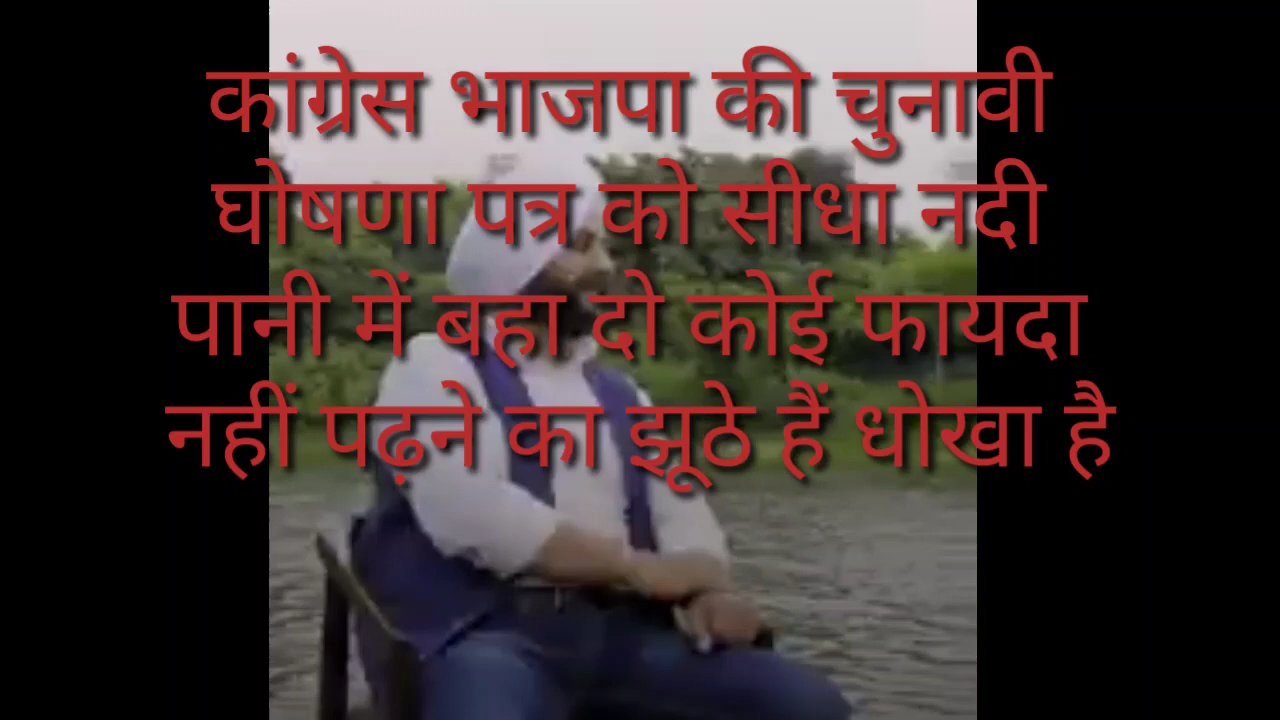 कांग्रेस भाजपा की चुनावी
घोषणा पत्र को सीधा नदी
पानी में बहा दो कोई फायदा
नहीं पढ़ने का झूठे हैं धोखा है